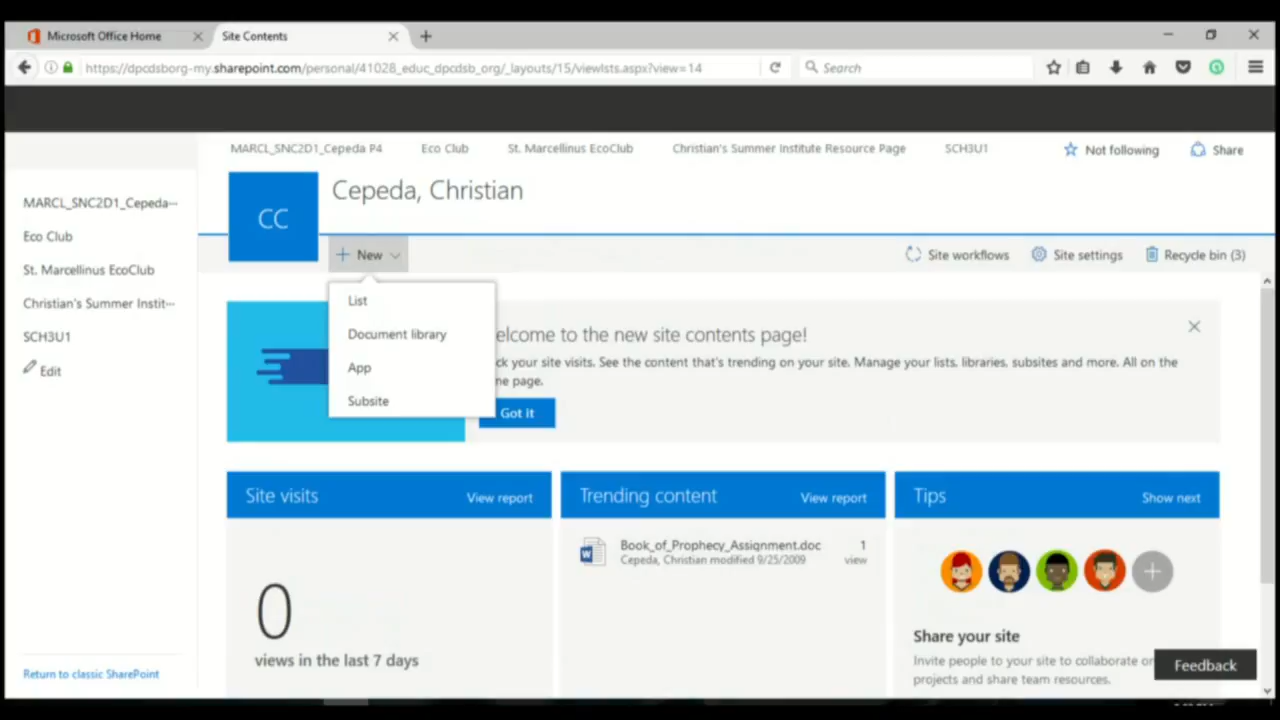 Microsoft Office Home
Site Contents
https://dpcdsborg-my.sharepoint.com/personal/41028_educ_dpcdsb_org/_layouts/15/viewlsts.aspx?view=14
Search
MARCL_SNC2D1_Cepeda P4 Eco Club St. Marcellinus EcoClub Christian's Summer Institute Resource Page SCH3U1
Not following
Share
CC
Cepeda, Christian
MARCL_SNC2D1_Cepeda···
Eco Club
St. Marcellinus EcoClub
Christian's Summer Instit···
SCH3U1
Edit
New
Site workflows
Site settings
Recycle bin (3)
List
Document library
App
Subsite
elcome to the new site contents page!
ck your site visits. See the content that's trending on your site. Manage your lists, libraries, subsites and more. All on the
ne page.
Got it
Site visits
View report
0
views in the last 7 days
Trending content
View report
Book_of_Prophecy_Assignment.doc
Cepeda, Christian modified 9/25/2009
1
view
Tips
Show next
Share your site
Invite people to your site to collaborate on
projects and share team resources.
Feedback
Return to classic SharePoint